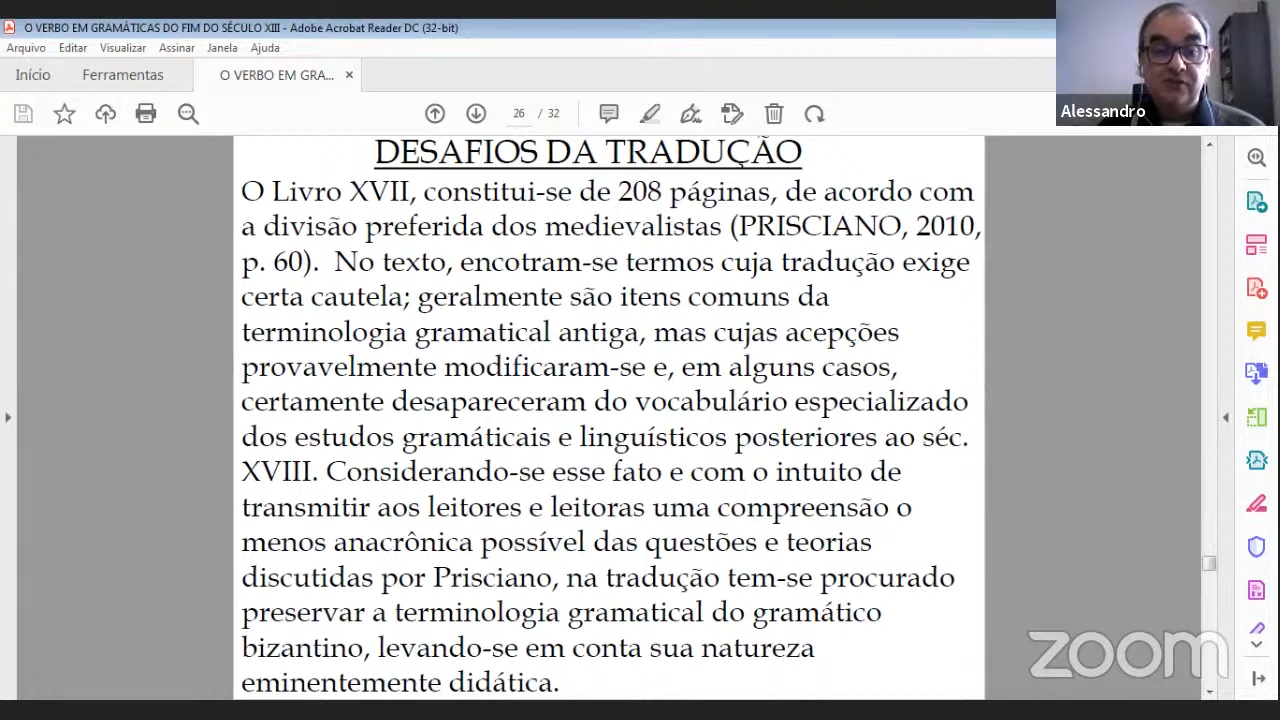 O VERBO EM GRAMÁTICAS DO FIM DO SÉCULO XIII - Adobe Acrobat Reader DC (32-bit)
Arquivo Editar Visualizar Assinar Janela Ajuda
Início Ferramentas O VERBO EM GRA... ×
26 / 32
Alessandro
DESAFIOS DA TRADUÇÃO
O Livro XVII, constitui-se de 208 páginas, de acordo com
a divisão preferida dos medievalistas (PRISCIANO, 2010,
p. 60). No texto, encotram-se termos cuja tradução exige
certa cautela; geralmente são itens comuns da
terminologia gramatical antiga, mas cujas acepções
provavelmente modificaram-se e, em alguns casos,
certamente desapareceram do vocabulário especializado
dos estudos gramáticais e linguísticos posteriores ao séc.
XVIII. Considerando-se esse fato e com o intuito de
transmitir aos leitores e leitoras uma compreensão o
menos anacrônica possível das questões e teorias
discutidas por Prisciano, na tradução tem-se procurado
preservar a terminologia gramatical do gramático
bizantino, levando-se em conta sua natureza
eminentemente didática.
zoom